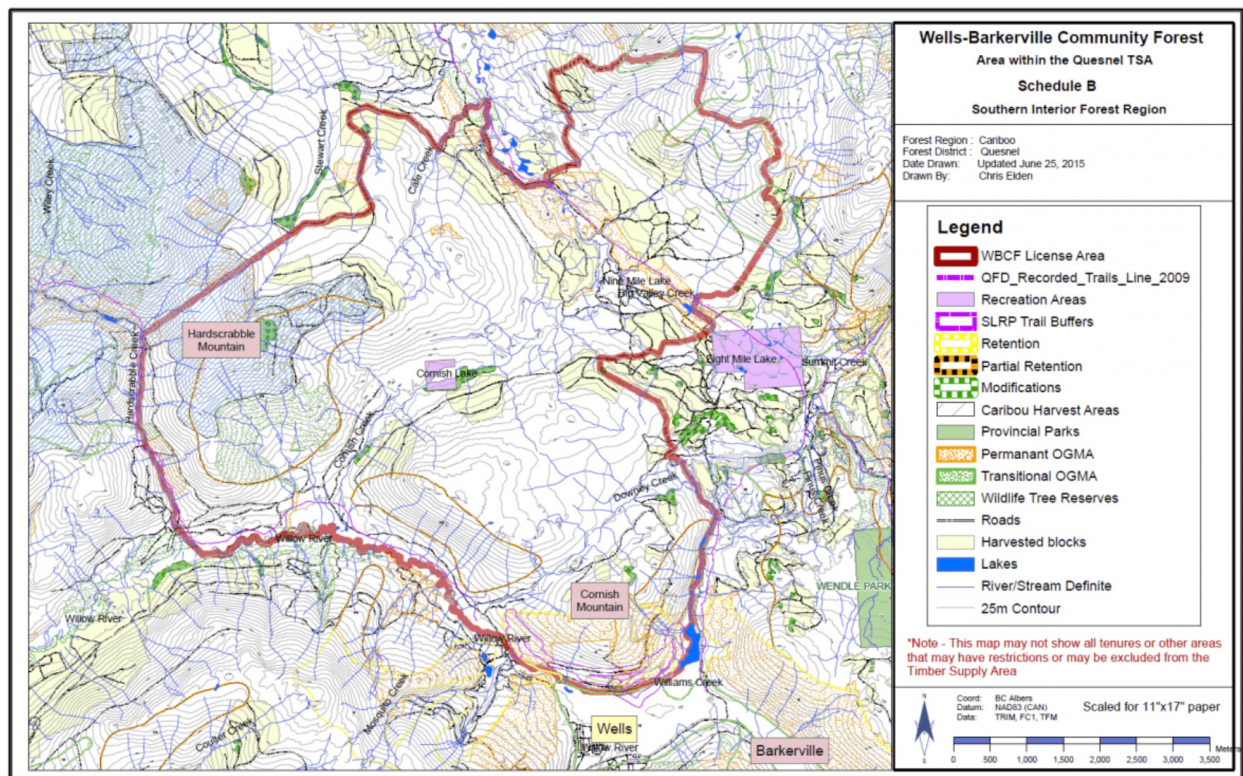 Wells-Barkerville Community Forest
Area within the Quesnel TSA
Schedule B
Southern Interior Forest Region
Forest Region : Cariboo
Forest District : Quesnel
Date Drawn: Updated June 25, 2015
Drawn By: Chris Elden
Legend
WBCF License Area
QFD_Recorded_Trails_Line_2009
Recreation Areas
SLRP Trail Buffers
Retention
Partial Retention
Modifications
Caribou Harvest Areas
Provincial Parks
Permanant OGMA
Transitional OGMA
Wildlife Tree Reserves
Roads
Harvested blocks
Lakes
River/Stream Definite
25m Contour
*Note - This map may not show all tenures or other areas
that may have restrictions or may be excluded from the
Timber Supply Area
N
Coord: BC Albers
Datum: NAD83 (CAN)
Data: TRIM, FC1, TFM
Scaled for 11"x17" paper
Meters
0 500 1,000 1,500 2,000 2,500 3,000 3,500
Stewart Creek
Wiley Creek
Cafe Creek
Nine Mile Lake
Big Valley Creek
Hardscrabble
Mountain
Hardscrabble Creek
Eight Mile Lake
Summit Creek
Cornish Lake
Cornish Creek
Downey Creek
Willow River
Cornish
Mountain
WENDLE PARK
Willow River
Willow River
Williams Creek
Mosquito Creek
Coulter Creek
Wells
Willow River
Barkerville